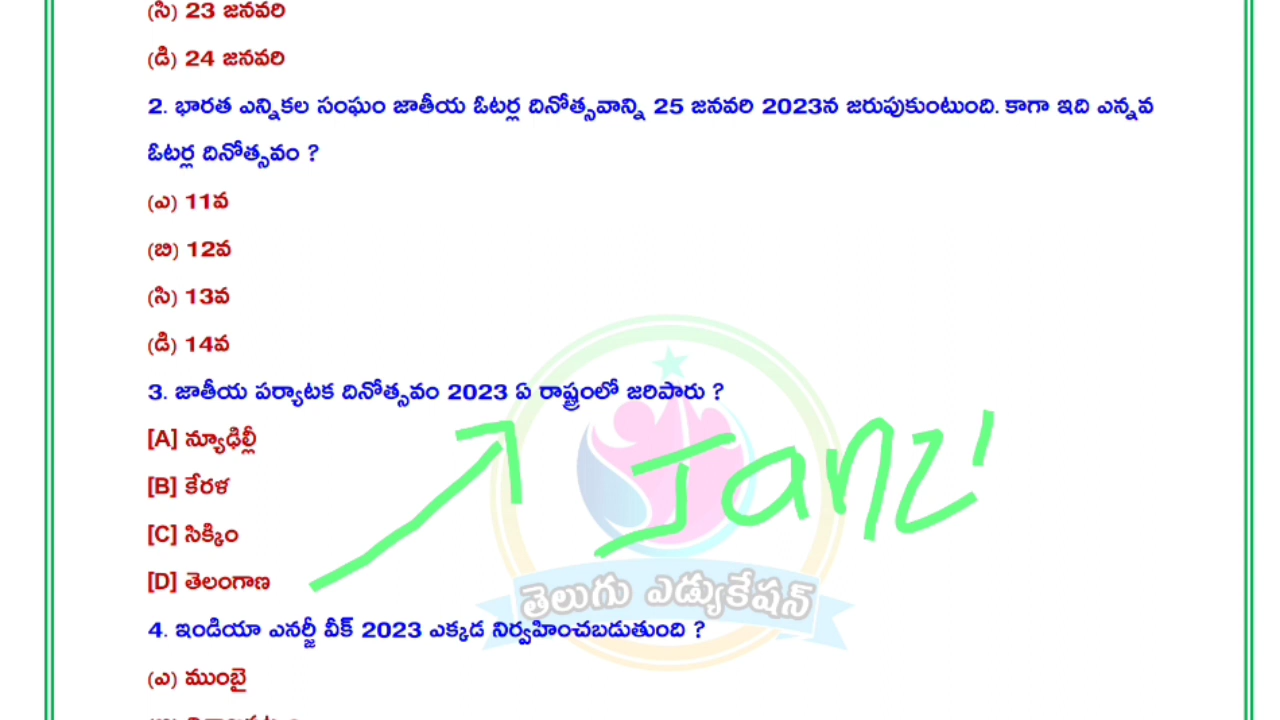 (సి) 23 జనవరి
(డి) 24 జనవరి
2. భారత ఎన్నికల సంఘం జాతీయ ఓటర్ల దినోత్సవాన్ని 25 జనవరి 2023న జరుపుకుంటుంది. కాగా ఇది ఎన్నవ
ఓటర్ల దినోత్సవం ?
(ఎ) 11వ
(బి) 12వ
(సి) 13వ
(డి) 14వ
3. జాతీయ పర్యాటక దినోత్సవం 2023 ఏ రాష్ట్రంలో జరిపారు ?
[A] న్యూఢిల్లీ
[B] కేరళ
[C] సిక్కిం
[D] తెలంగాణ
తెలుగు ఎడ్యుకేషన్
4. ఇండియా ఎనర్జీ వీక్ 2023 ఎక్కడ నిర్వహించబడుతుంది ?
(ఎ) ముంబై